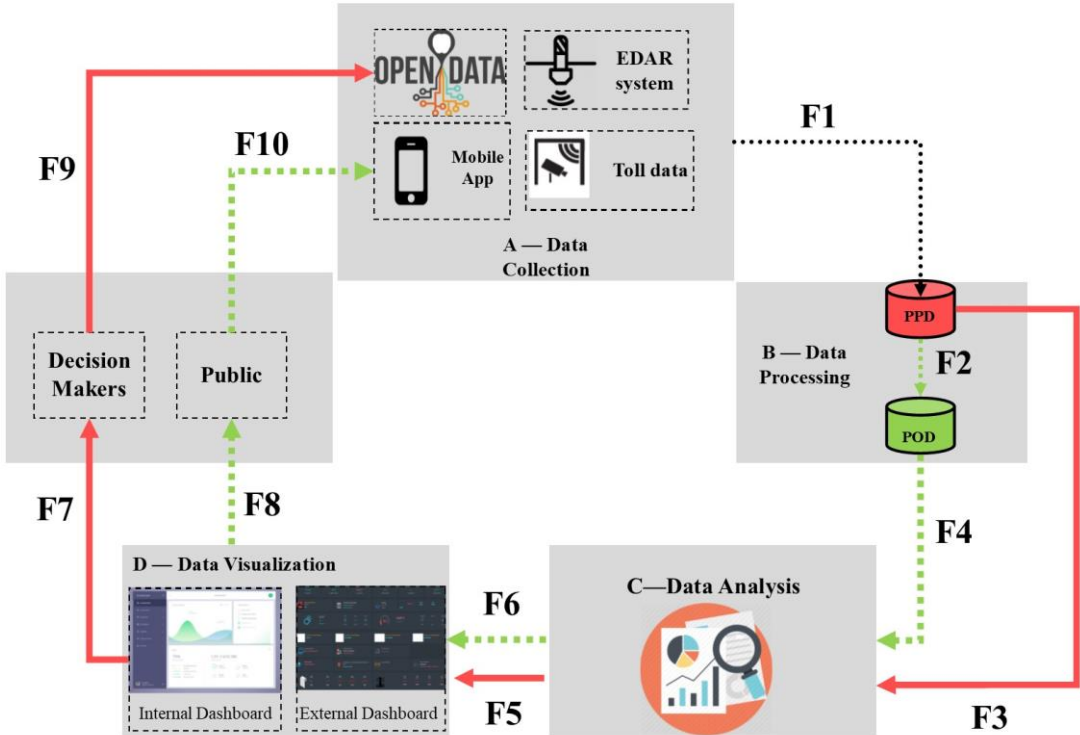 OPEN DATA
EDAR
system
F1
F10
Mobile
App
Toll data
F9
A — Data
Collection
PPD
Decision
Makers
Public
B — Data
Processing
F2
POD
F7
F8
F4
D — Data Visualization
C—Data Analysis
F6
F5
F3
Internal Dashboard
External Dashboard